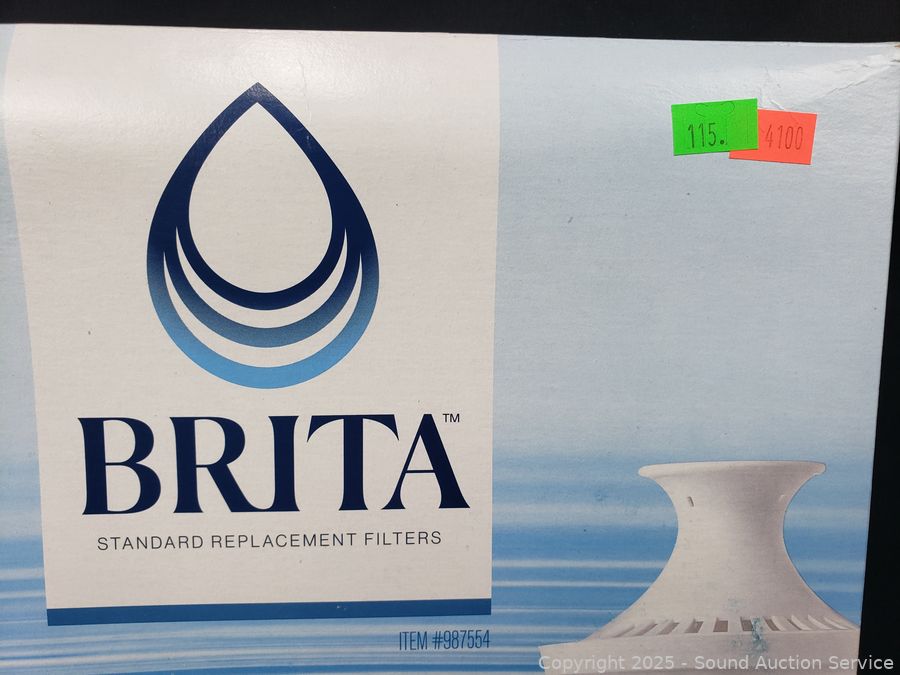 115.
4100
BRITA™
STANDARD REPLACEMENT FILTERS
ITEM #987554
Copyright 2025 - Sound Auction Service